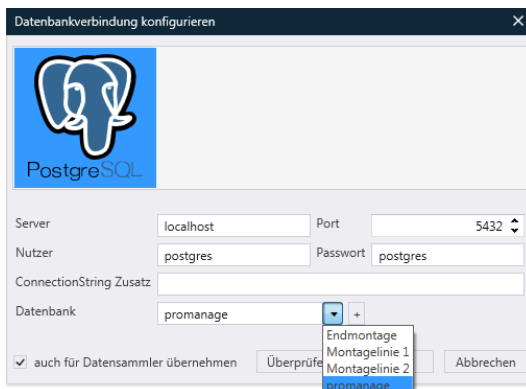 Datenbankverbindung konfigurieren
PostgreSQL
Server localhost Port 5432
Nutzer postgres Passwort postgres
ConnectionString Zusatz
Datenbank promanage +
Endmontage
Montagelinie 1
Montagelinie 2
promanage
auch für Datensammler übernehmen Überprüfe Abbrechen